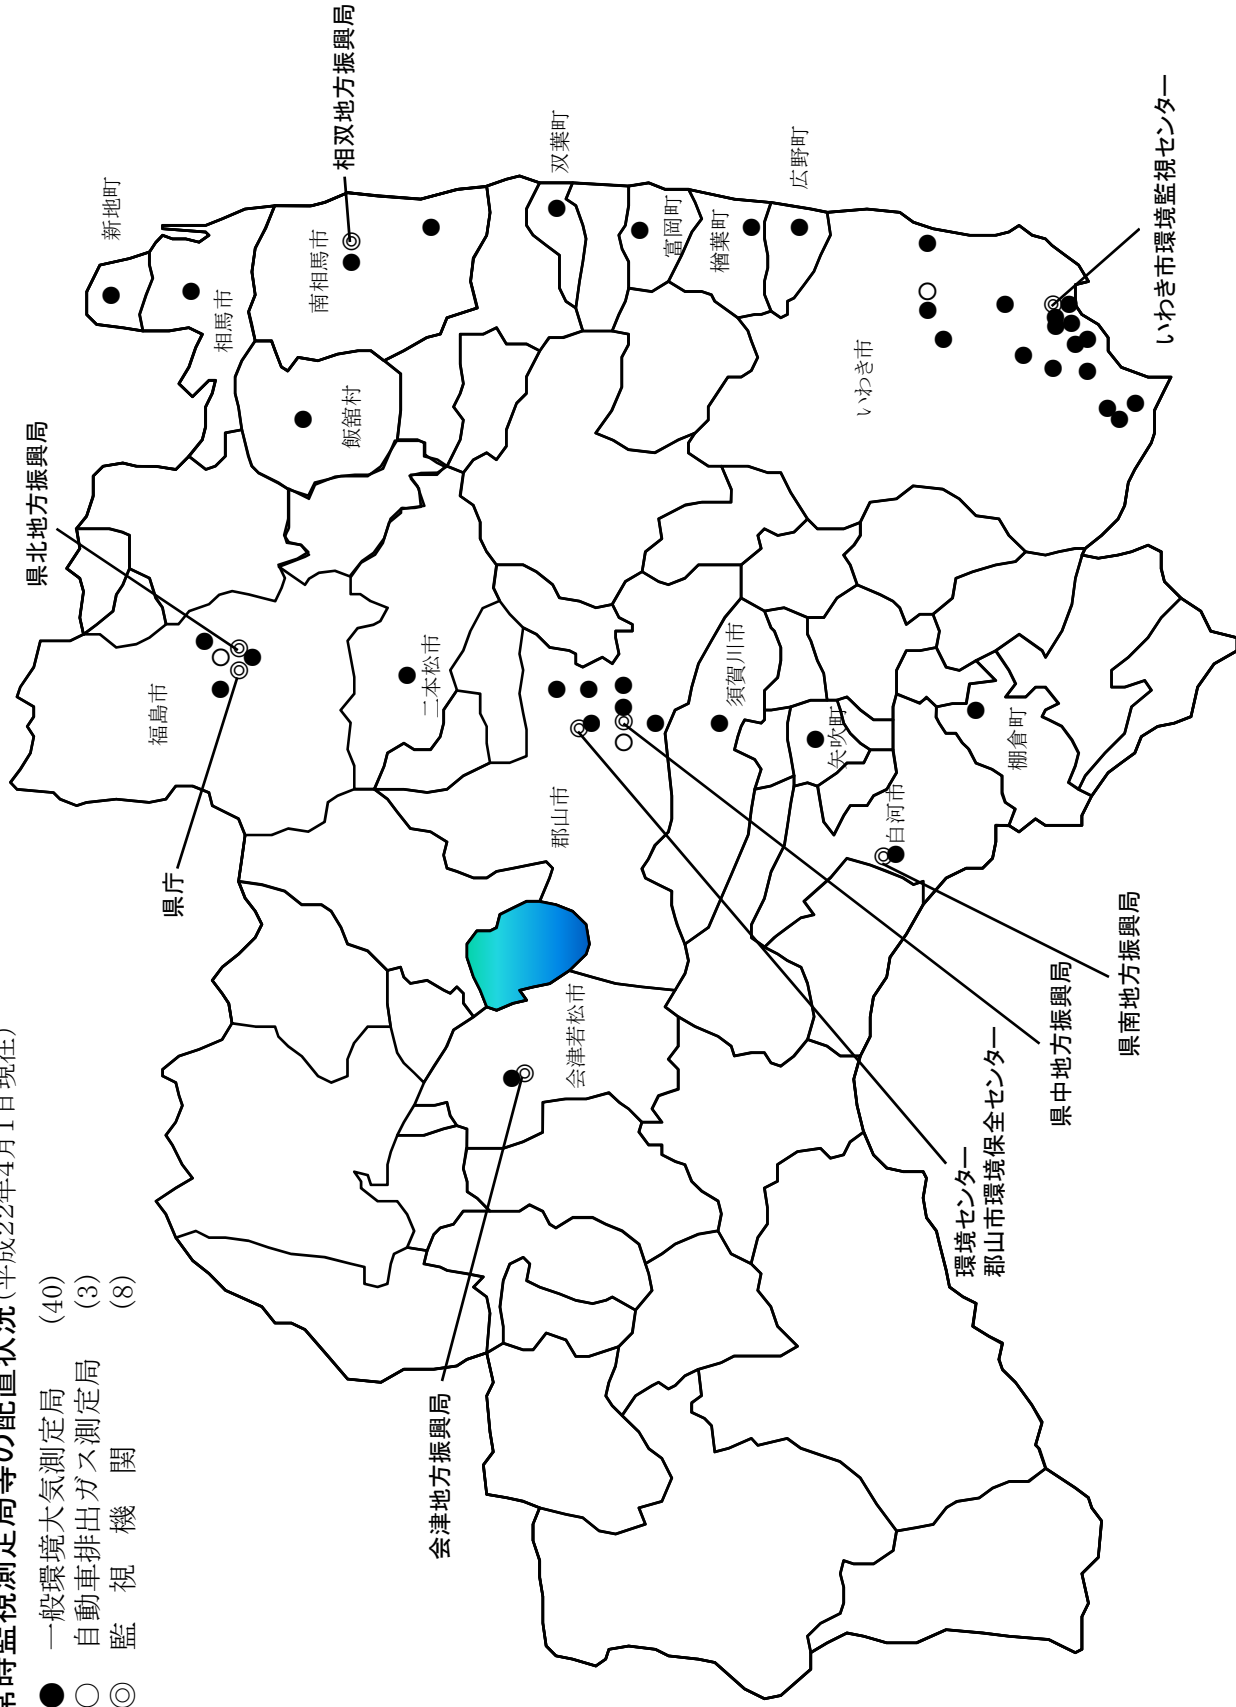 常時監視測定局等の配置状況(平成22年4月1日現在)
● 一般環境大気測定局 (40)
○ 自動車排出ガス測定局 (3)
◎ 監視機関 (8)
県北地方振興局
県庁
福島市
新地町
相馬市
相双地方振興局
南相馬市
飯舘村
双葉町
富岡町
楢葉町
広野町
二本松市
郡山市
須賀川市
矢吹町
白河市
棚倉町
いわき市
いわき市環境監視センター
会津若松市
会津地方振興局
環境センター
郡山市環境保全センター
県中地方振興局
県南地方振興局